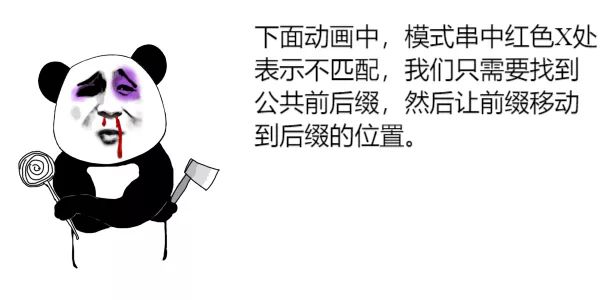 下面动画中，模式串中红色X处
表示不匹配，我们只需要找到
公共前后缀，然后让前缀移动
到后缀的位置。